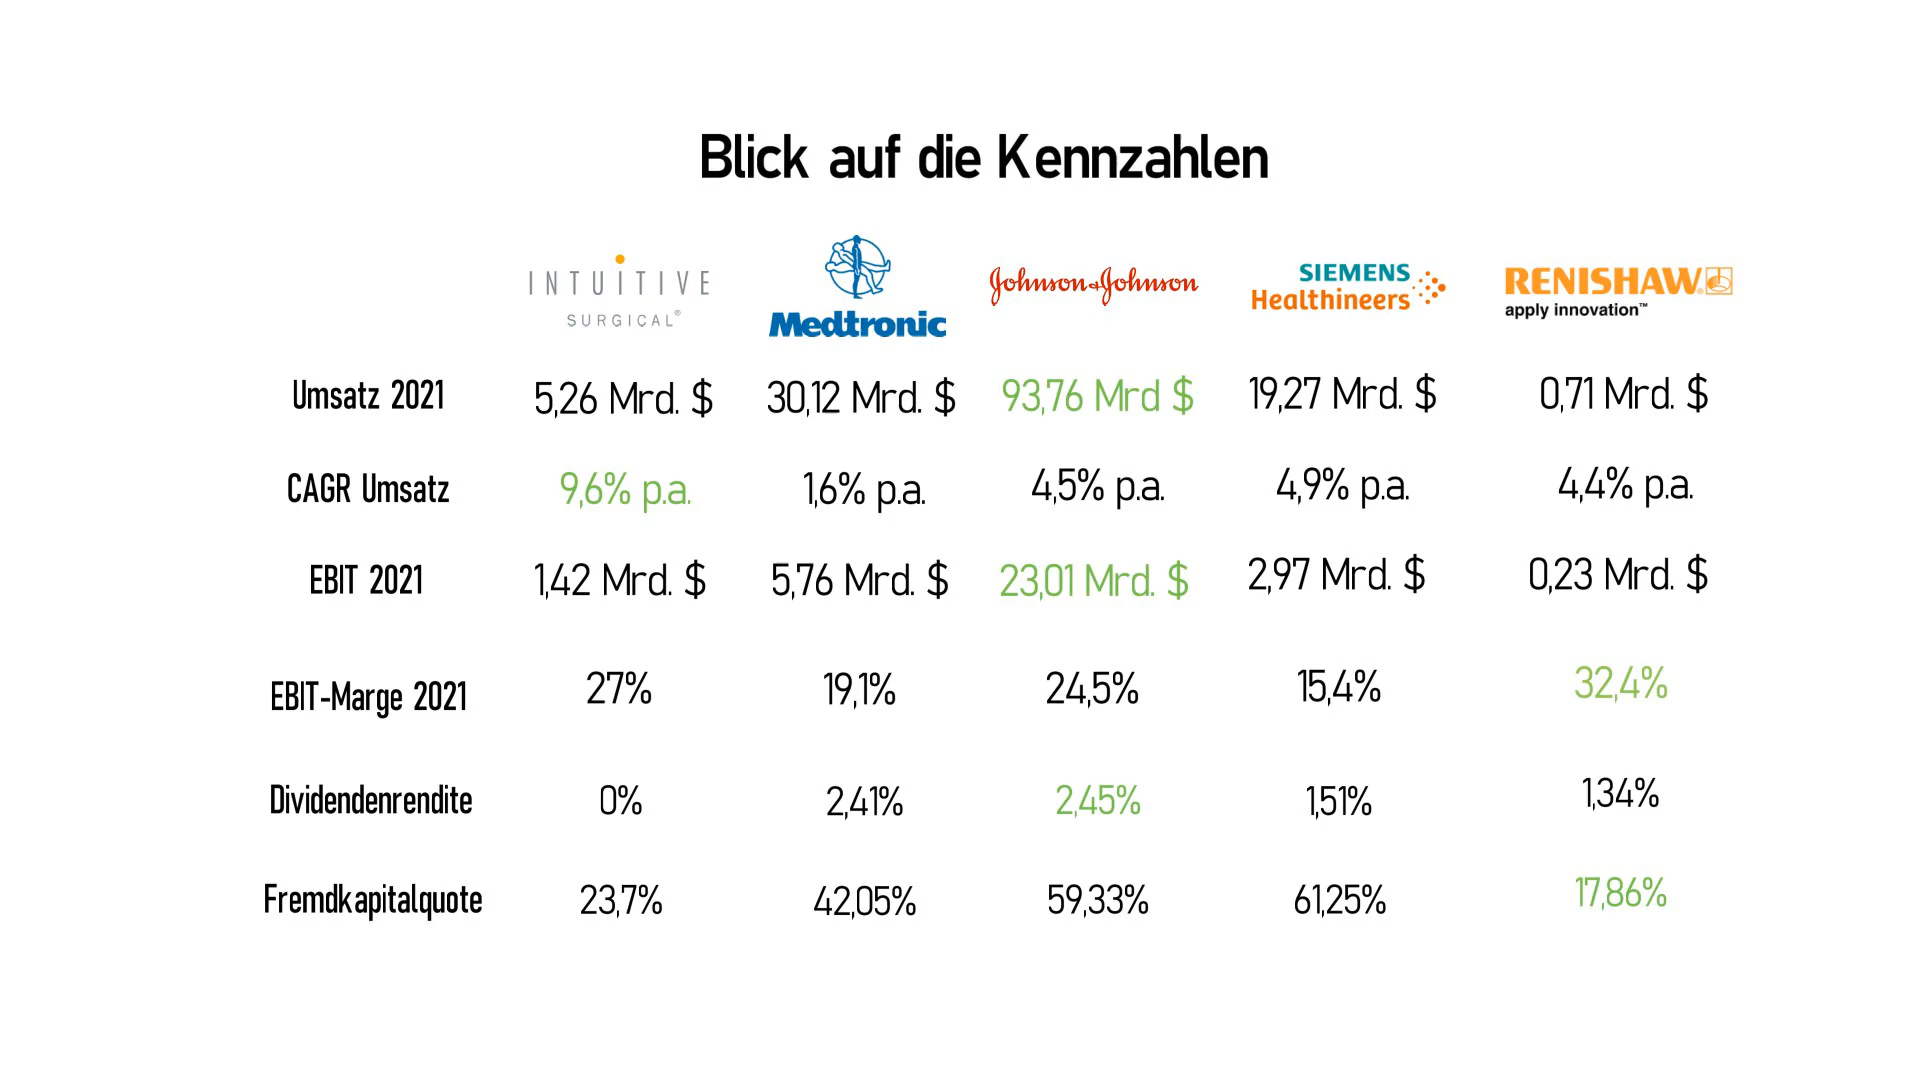 Blick auf die Kennzahlen
INTUITIVE
SURGICAL®
Medtronic
Johnson & Johnson
SIEMENS
Healthineers
RENISHAW®
apply innovation™
Umsatz 2021 5,26 Mrd. $ 30,12 Mrd. $ 93,76 Mrd $ 19,27 Mrd. $ 0,71 Mrd. $
CAGR Umsatz 9,6% p.a. 1,6% p.a. 4,5% p.a. 4,9% p.a. 4,4% p.a.
EBIT 2021 1,42 Mrd. $ 5,76 Mrd. $ 23,01 Mrd. $ 2,97 Mrd. $ 0,23 Mrd. $
EBIT-Marge 2021 27% 19,1% 24,5% 15,4% 32,4%
Dividendenrendite 0% 2,41% 2,45% 1,51% 1,34%
Fremdkapitalquote 23,7% 42,05% 59,33% 61,25% 17,86%